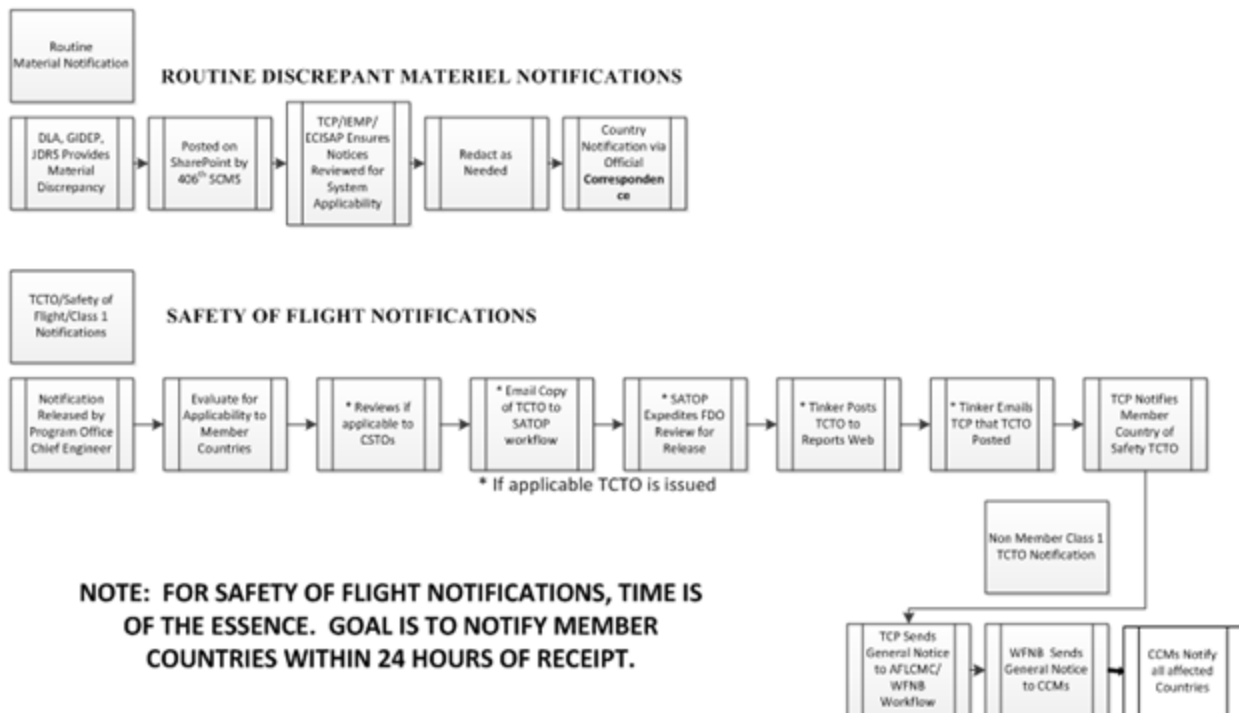 Routine
Material Notification
ROUTINE DISCREPANT MATERIEL NOTIFICATIONS
DLA, GIDEP,
JDRS Provides
Material
Discrepancy
Posted on
SharePoint by
406th SCMS
TCP/IEMP/
ECISAP Ensures
Notices
Reviewed for
System
Applicability
Redact as
Needed
Country
Notification via
Official
Corresponden
ce
TCTO/Safety of
Flight/Class 1
Notifications
SAFETY OF FLIGHT NOTIFICATIONS
Notification
Released by
Program Office
Chief Engineer
Evaluate for
Applicability to
Member
Countries
* Reviews if
applicable to
CSTOs
* Email Copy
of TCTO to
SATOP
workflow
* SATOP
Expedites FDO
Review for
Release
* Tinker Posts
TCTO to
Reports Web
* Tinker Emails
TCP that TCTO
Posted
TCP Notifies
Member
Country of
Safety TCTO
* If applicable TCTO is issued
Non Member Class 1
TCTO Notification
NOTE: FOR SAFETY OF FLIGHT NOTIFICATIONS, TIME IS
OF THE ESSENCE. GOAL IS TO NOTIFY MEMBER
COUNTRIES WITHIN 24 HOURS OF RECEIPT.
TCP Sends
General Notice
to AFLCMC/
WFNB
Workflow
WFNB Sends
General Notice
to CCMs
CCMs Notify
all affected
Countries